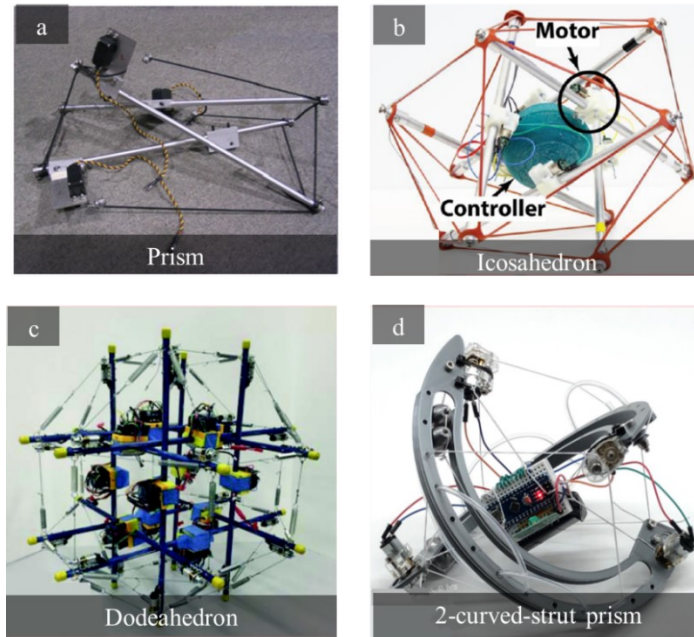 a
Prism
b
Motor
Controller
Icosahedron
c
Dodeahedron
d
2-curved-strut prism